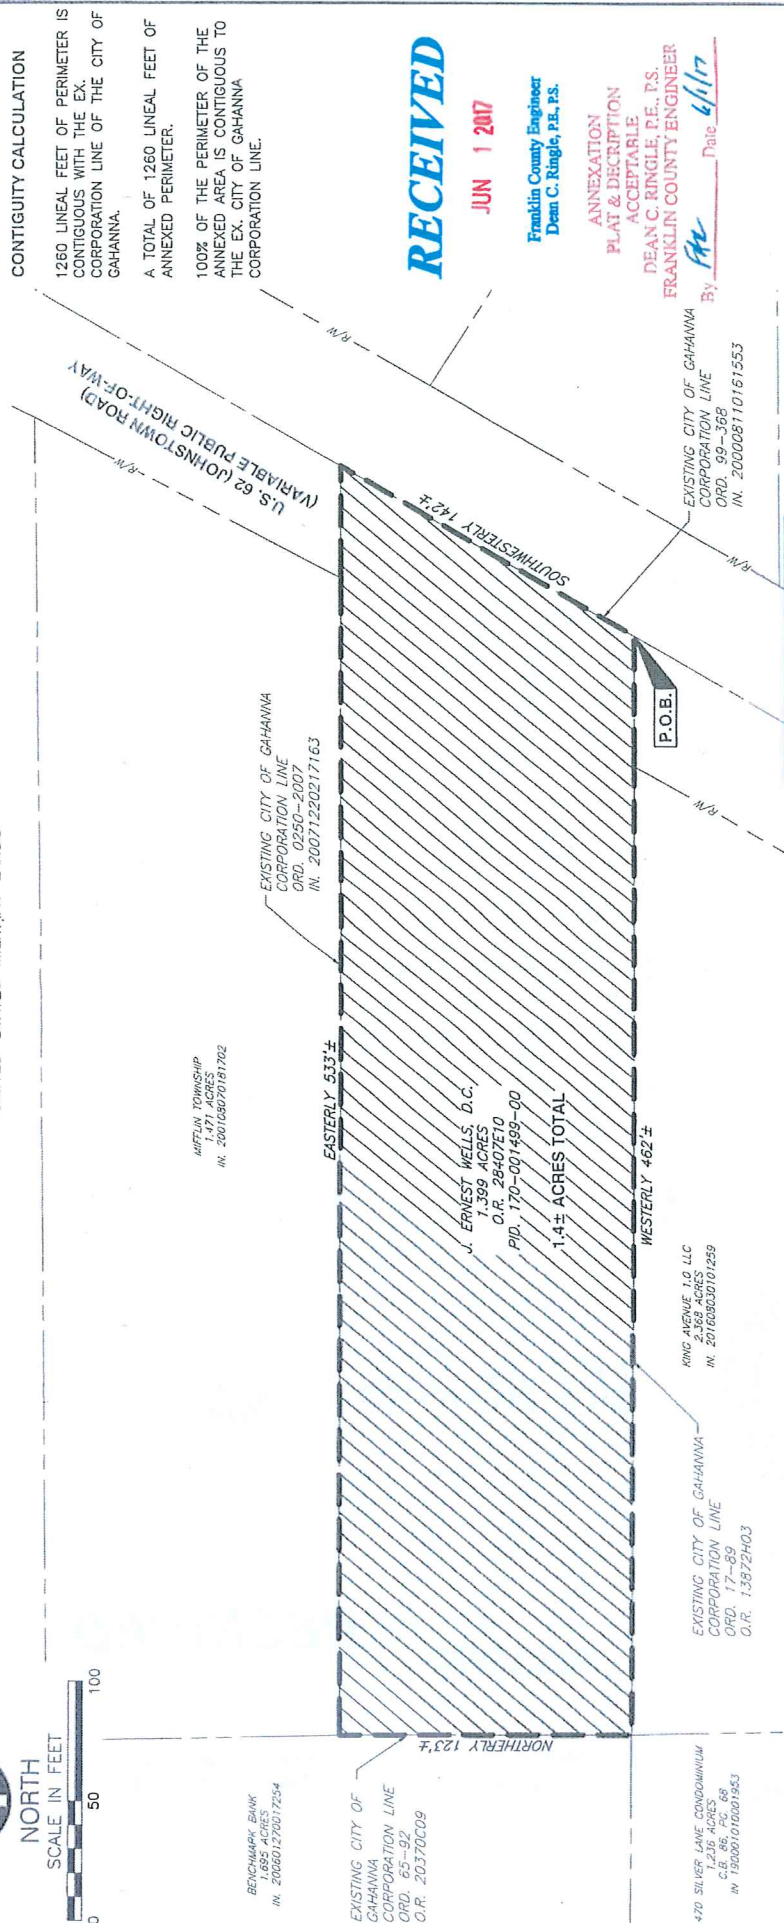 CONTIGUITY CALCULATION
1260 LINEAL FEET OF PERIMETER IS
CONTIGUOUS WITH THE EX.
CORPORATION LINE OF THE CITY OF
GAHANNA.
A TOTAL OF 1260 LINEAL FEET OF
ANNEXED PERIMETER.
100% OF THE PERIMETER OF THE
ANNEXED AREA IS CONTIGUOUS TO
THE EX. CITY OF GAHANNA
CORPORATION LINE.
RECEIVED
JUN 1 2017
Franklin County Engineer
Dean C. Ringle, P.E., P.S.
ANNEXATION
PLAT & DECRIPTION
ACCEPTABLE
DEAN C. RINGLE, P.E., P.S.
FRANKLIN COUNTY ENGINEER
By Date 6/1/17
U.S. 62 (JOHNSTOWN ROAD)
(VARIABLE PUBLIC RIGHT-OF-WAY
R/W
R/W
R/W
R/W
SOUTHWESTERLY 142'±
EXISTING CITY OF GAHANNA
CORPORATION LINE
ORD. 99-368
IN. 200008110161553
P.O.B.
EXISTING CITY OF GAHANNA
CORPORATION LINE
ORD. 0250-2007
IN. 200712220217163
MIFFLIN TOWNSHIP
1.471 ACRES
IN. 200108070181702
EASTERLY 533'±
J. ERNEST WELLS, D.C.
1.399 ACRES
O.R. 28407E10
PID. 170-001499-00
1.4± ACRES TOTAL
WESTERLY 462'±
KING AVENUE 1.0 LLC
2.368 ACRES
IN. 201608030101259
EXISTING CITY OF GAHANNA
CORPORATION LINE
ORD. 17-89
O.R. 13872H03
NORTHERLY 123'±
NORTH
SCALE IN FEET
0 50 100
BENCHMARK BANK
1.695 ACRES
IN. 200601270017254
EXISTING CITY OF
GAHANNA
CORPORATION LINE
ORD. 65-92
O.R. 20370C09
470 SILVER LANE CONDOMINIUM
1.236 ACRES
C.B. 86, PG. 68